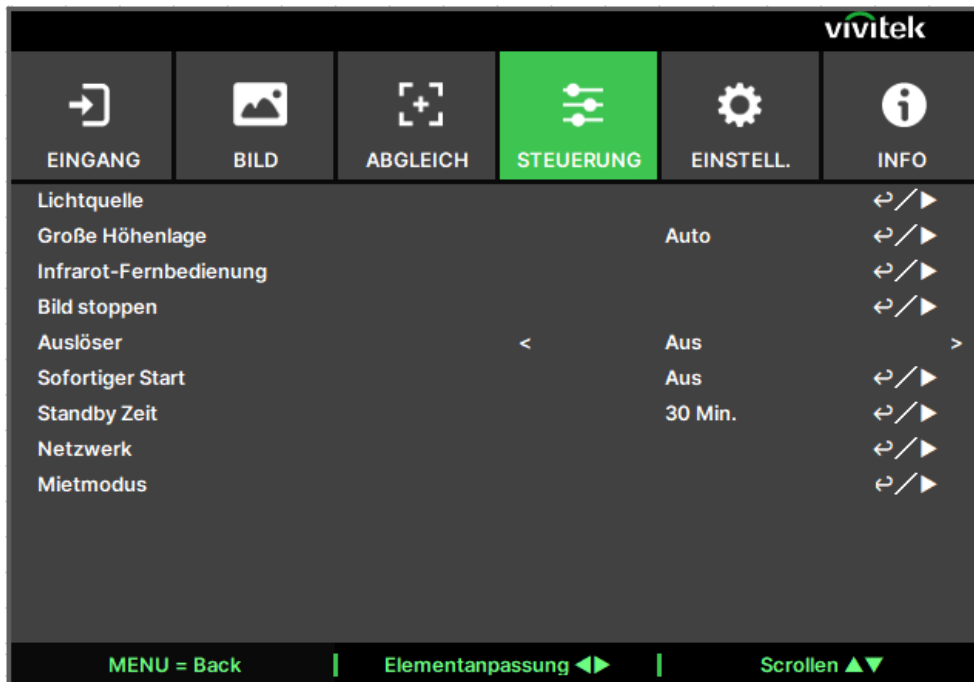 vivitek
EINGANG BILD ABGLEICH STEUERUNG EINSTELL. INFO
Lichtquelle ↩/▶
Große Höhenlage Auto ↩/▶
Infrarot-Fernbedienung ↩/▶
Bild stoppen ↩/▶
Auslöser < Aus >
Sofortiger Start Aus ↩/▶
Standby Zeit 30 Min. ↩/▶
Netzwerk ↩/▶
Mietmodus ↩/▶
MENU = Back | Elementanpassung ◀▶ | Scrollen ▲▼